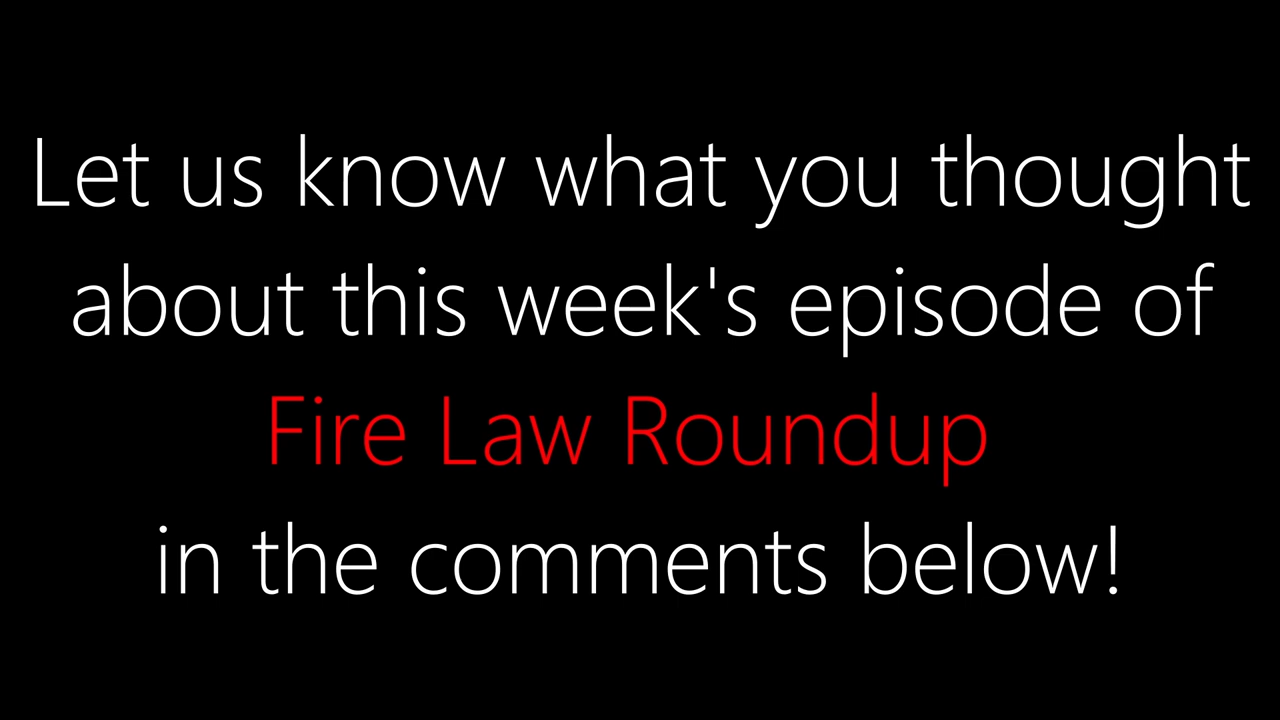 Let us know what you thought
about this week's episode of
Fire Law Roundup
in the comments below!